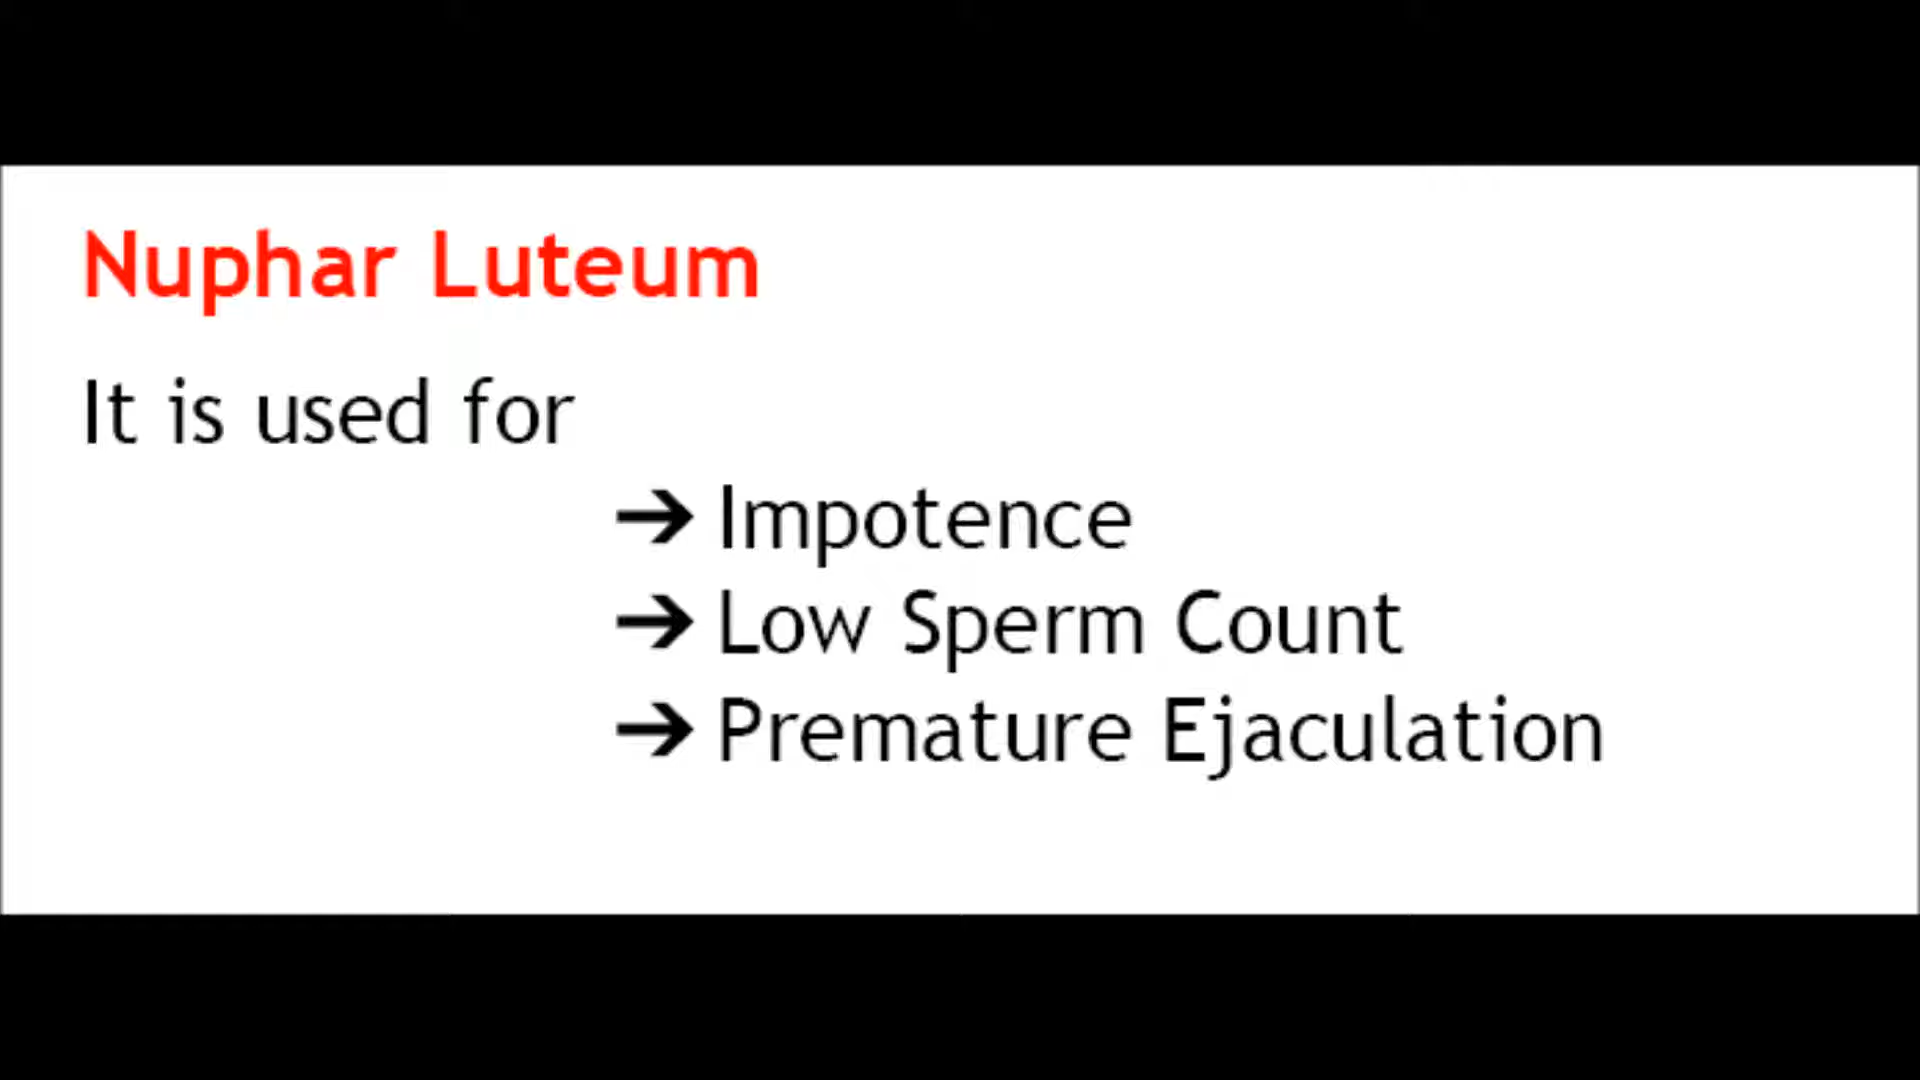 Nuphar Luteum
It is used for
➔ Impotence
➔ Low Sperm Count
➔ Premature Ejaculation